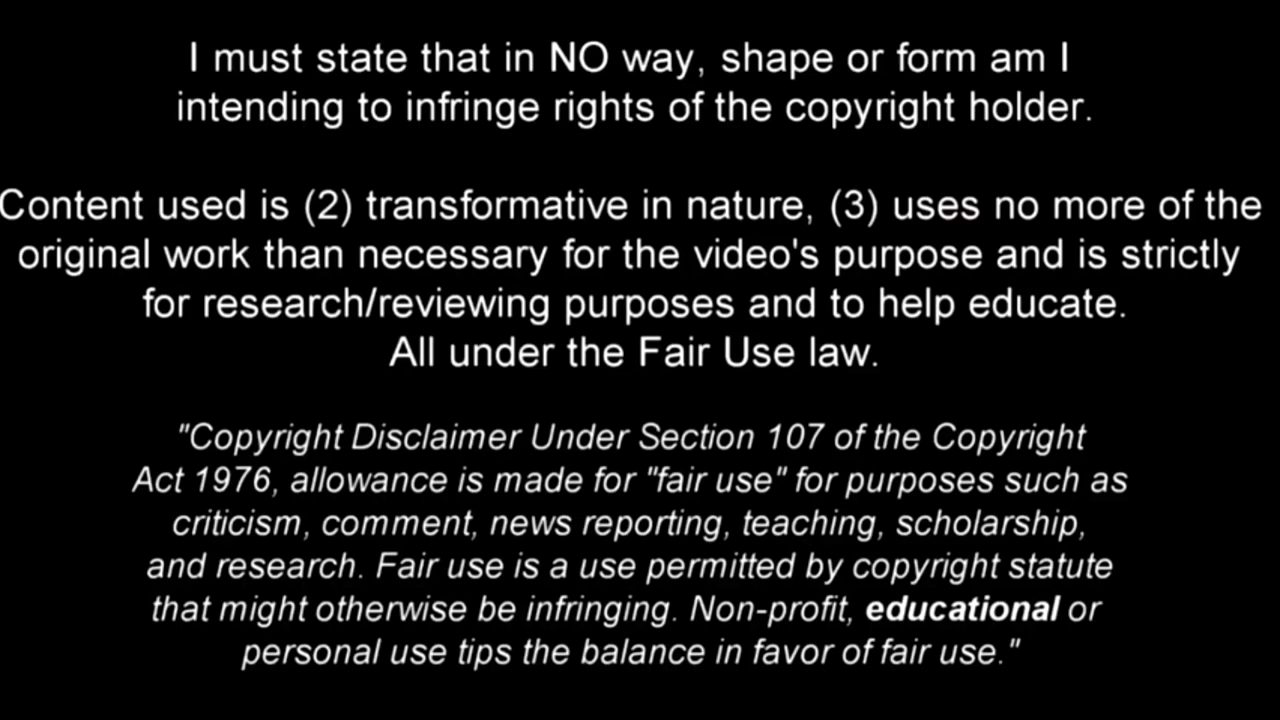 I must state that in NO way, shape or form am I
intending to infringe rights of the copyright holder.
Content used is (2) transformative in nature, (3) uses no more of the
original work than necessary for the video's purpose and is strictly
for research/reviewing purposes and to help educate.
All under the Fair Use law.
"Copyright Disclaimer Under Section 107 of the Copyright
Act 1976, allowance is made for "fair use" for purposes such as
criticism, comment, news reporting, teaching, scholarship,
and research. Fair use is a use permitted by copyright statute
that might otherwise be infringing. Non-profit, educational or
personal use tips the balance in favor of fair use."